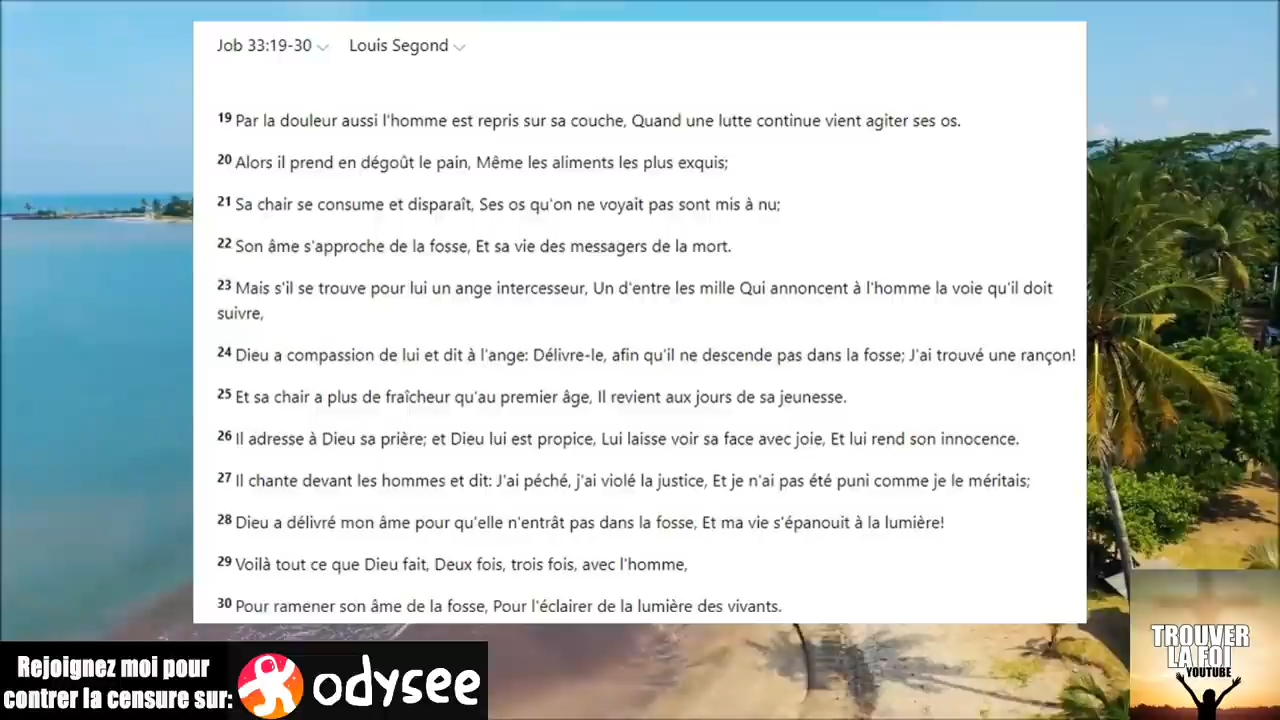 Job 33:19-30 Louis Segond
19 Par la douleur aussi l'homme est repris sur sa couche, Quand une lutte continue vient agiter ses os.
20 Alors il prend en dégoût le pain, Même les aliments les plus exquis;
21 Sa chair se consume et disparaît, Ses os qu'on ne voyait pas sont mis à nu;
22 Son âme s'approche de la fosse, Et sa vie des messagers de la mort.
23 Mais s'il se trouve pour lui un ange intercesseur, Un d'entre les mille Qui annoncent à l'homme la voie qu'il doit
suivre,
24 Dieu a compassion de lui et dit à l'ange: Délivre-le, afin qu'il ne descende pas dans la fosse; J'ai trouvé une rançon!
25 Et sa chair a plus de fraîcheur qu'au premier âge, Il revient aux jours de sa jeunesse.
26 Il adresse à Dieu sa prière; et Dieu lui est propice, Lui laisse voir sa face avec joie, Et lui rend son innocence.
27 Il chante devant les hommes et dit: J'ai péché, j'ai violé la justice, Et je n'ai pas été puni comme je le méritais;
28 Dieu a délivré mon âme pour qu'elle n'entrât pas dans la fosse, Et ma vie s'épanouit à la lumière!
29 Voilà tout ce que Dieu fait, Deux fois, trois fois, avec l'homme,
30 Pour ramener son âme de la fosse, Pour l'éclairer de la lumière des vivants.
Rejoignez moi pour
contrer la censure sur:
odysee
TROUVER
LA FOI
YOUTUBE